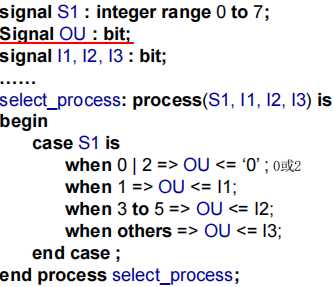 signal S1 : integer range 0 to 7;
Signal OU : bit;
signal I1, I2, I3 : bit;
……
select_process: process(S1, I1, I2, I3) is
begin
case S1 is
when 0 | 2 => OU <= ‘0’ ; 0或2
when 1 => OU <= I1;
when 3 to 5 => OU <= I2;
when others => OU <= I3;
end case ;
end process select_process;